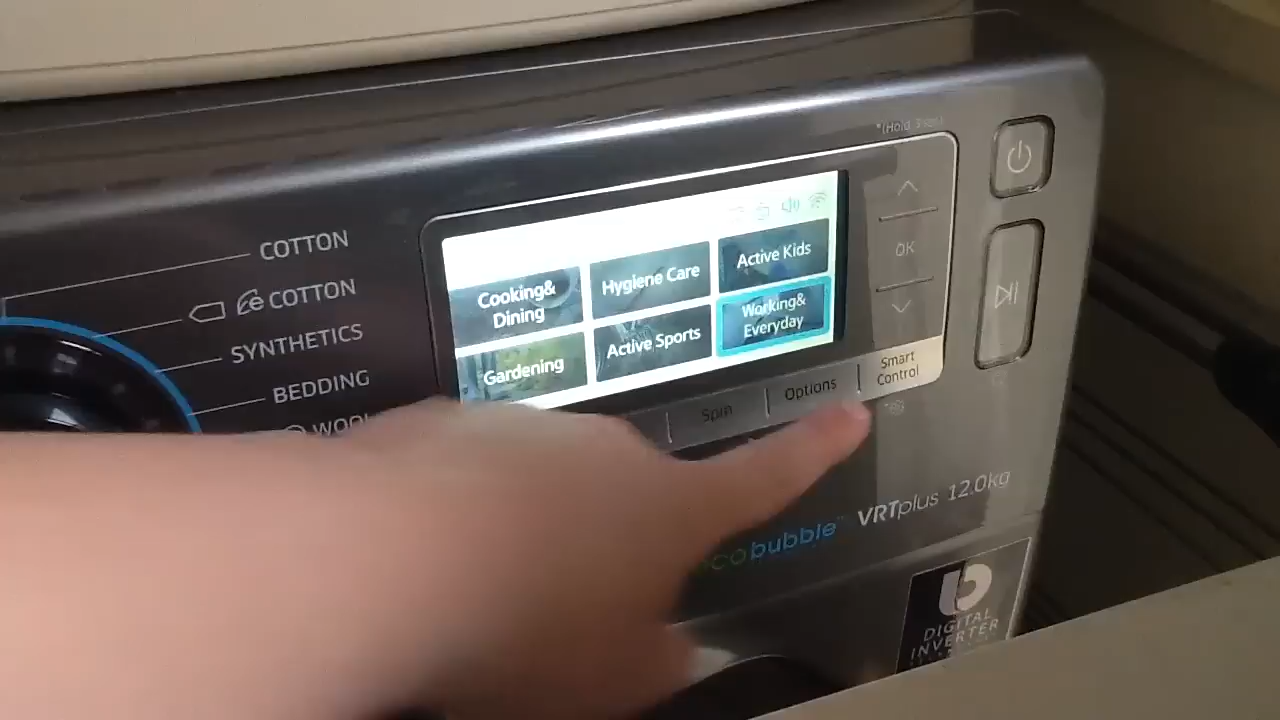 *(Hold 3 sec)
COTTON
e COTTON
SYNTHETICS
BEDDING
WOOL
Cooking&
Dining
Hygiene Care
Active Kids
Gardening
Active Sports
Working&
Everyday
OK
Spin
Options
Smart
Control
ecobubble™
VRTplus 12.0kg
DIGITAL
INVERTER